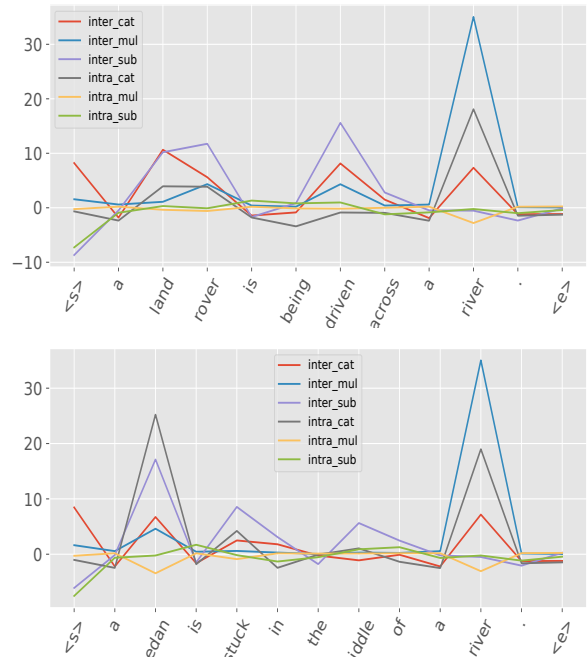 30
20
10
0
−10
inter_cat
inter_mul
inter_sub
intra_cat
intra_mul
intra_sub
<s>
a
land
rover
is
being
driven
across
a
river
.
<e>
30
20
10
0
inter_cat
inter_mul
inter_sub
intra_cat
intra_mul
intra_sub
<s>
a
edan
is
stuck
in
the
iddle
of
a
river
.
<e>